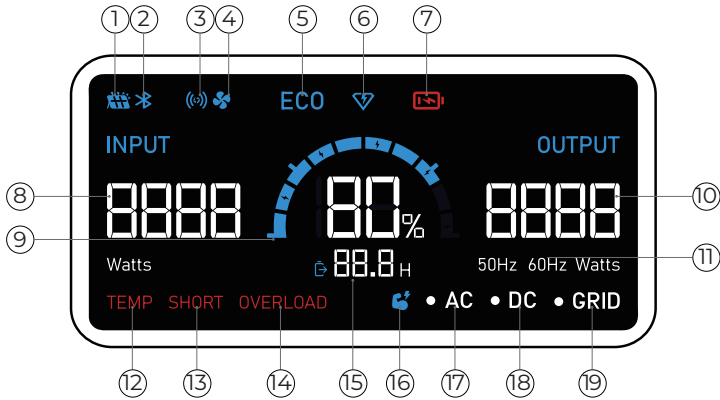 1 2 3 4 5 6 7
ECO
INPUT OUTPUT
8 8888 80% 8888 10
9
Watts 88.8 H 50Hz 60Hz Watts 11
TEMP SHORT OVERLOAD AC DC GRID
12 13 14 15 16 17 18 19